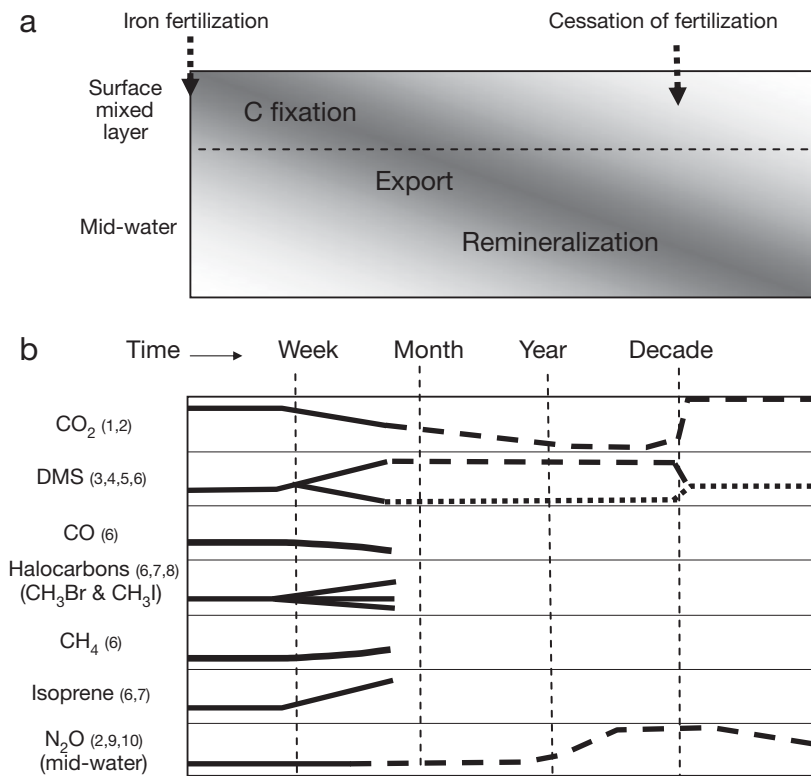 a
Iron fertilization
Cessation of fertilization
Surface
mixed
layer
C fixation
Export
Mid-water
Remineralization
b
Time → Week Month Year Decade
CO₂ (1,2)
DMS (3,4,5,6)
CO (6)
Halocarbons (6,7,8)
(CH₃Br & CH₃I)
CH₄ (6)
Isoprene (6,7)
N₂O (2,9,10)
(mid-water)